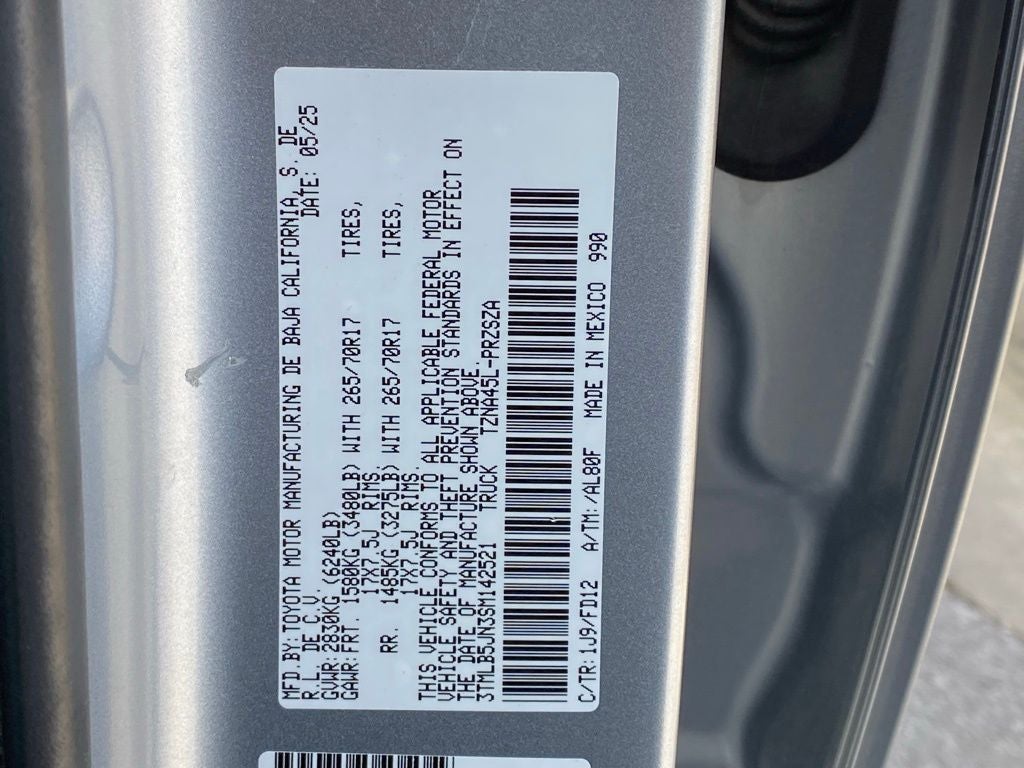 MFD.BY:TOYOTA MOTOR MANUFACTURING DE BAJA CALIFORNIA, S. DE
R. L. DE C. V. DATE: 05/25
GVWR:2830KG (6240LB)
GAWR:FRT. 1580KG (3480LB) WITH 265/70R17 TIRES,
17X7.5J RIMS.
RR. 1485KG (3275LB) WITH 265/70R17 TIRES,
17X7.5J RIMS.
THIS VEHICLE CONFORMS TO ALL APPLICABLE FEDERAL MOTOR
VEHICLE SAFETY AND THEFT PREVENTION STANDARDS IN EFFECT ON
THE DATE OF MANUFACTURE SHOWN ABOVE.
3TMLB5JN3SM142521 TRUCK TZNA45L-PRZSZA
C/TR:1J9/FD12 A/TM:/AL80F MADE IN MEXICO 990